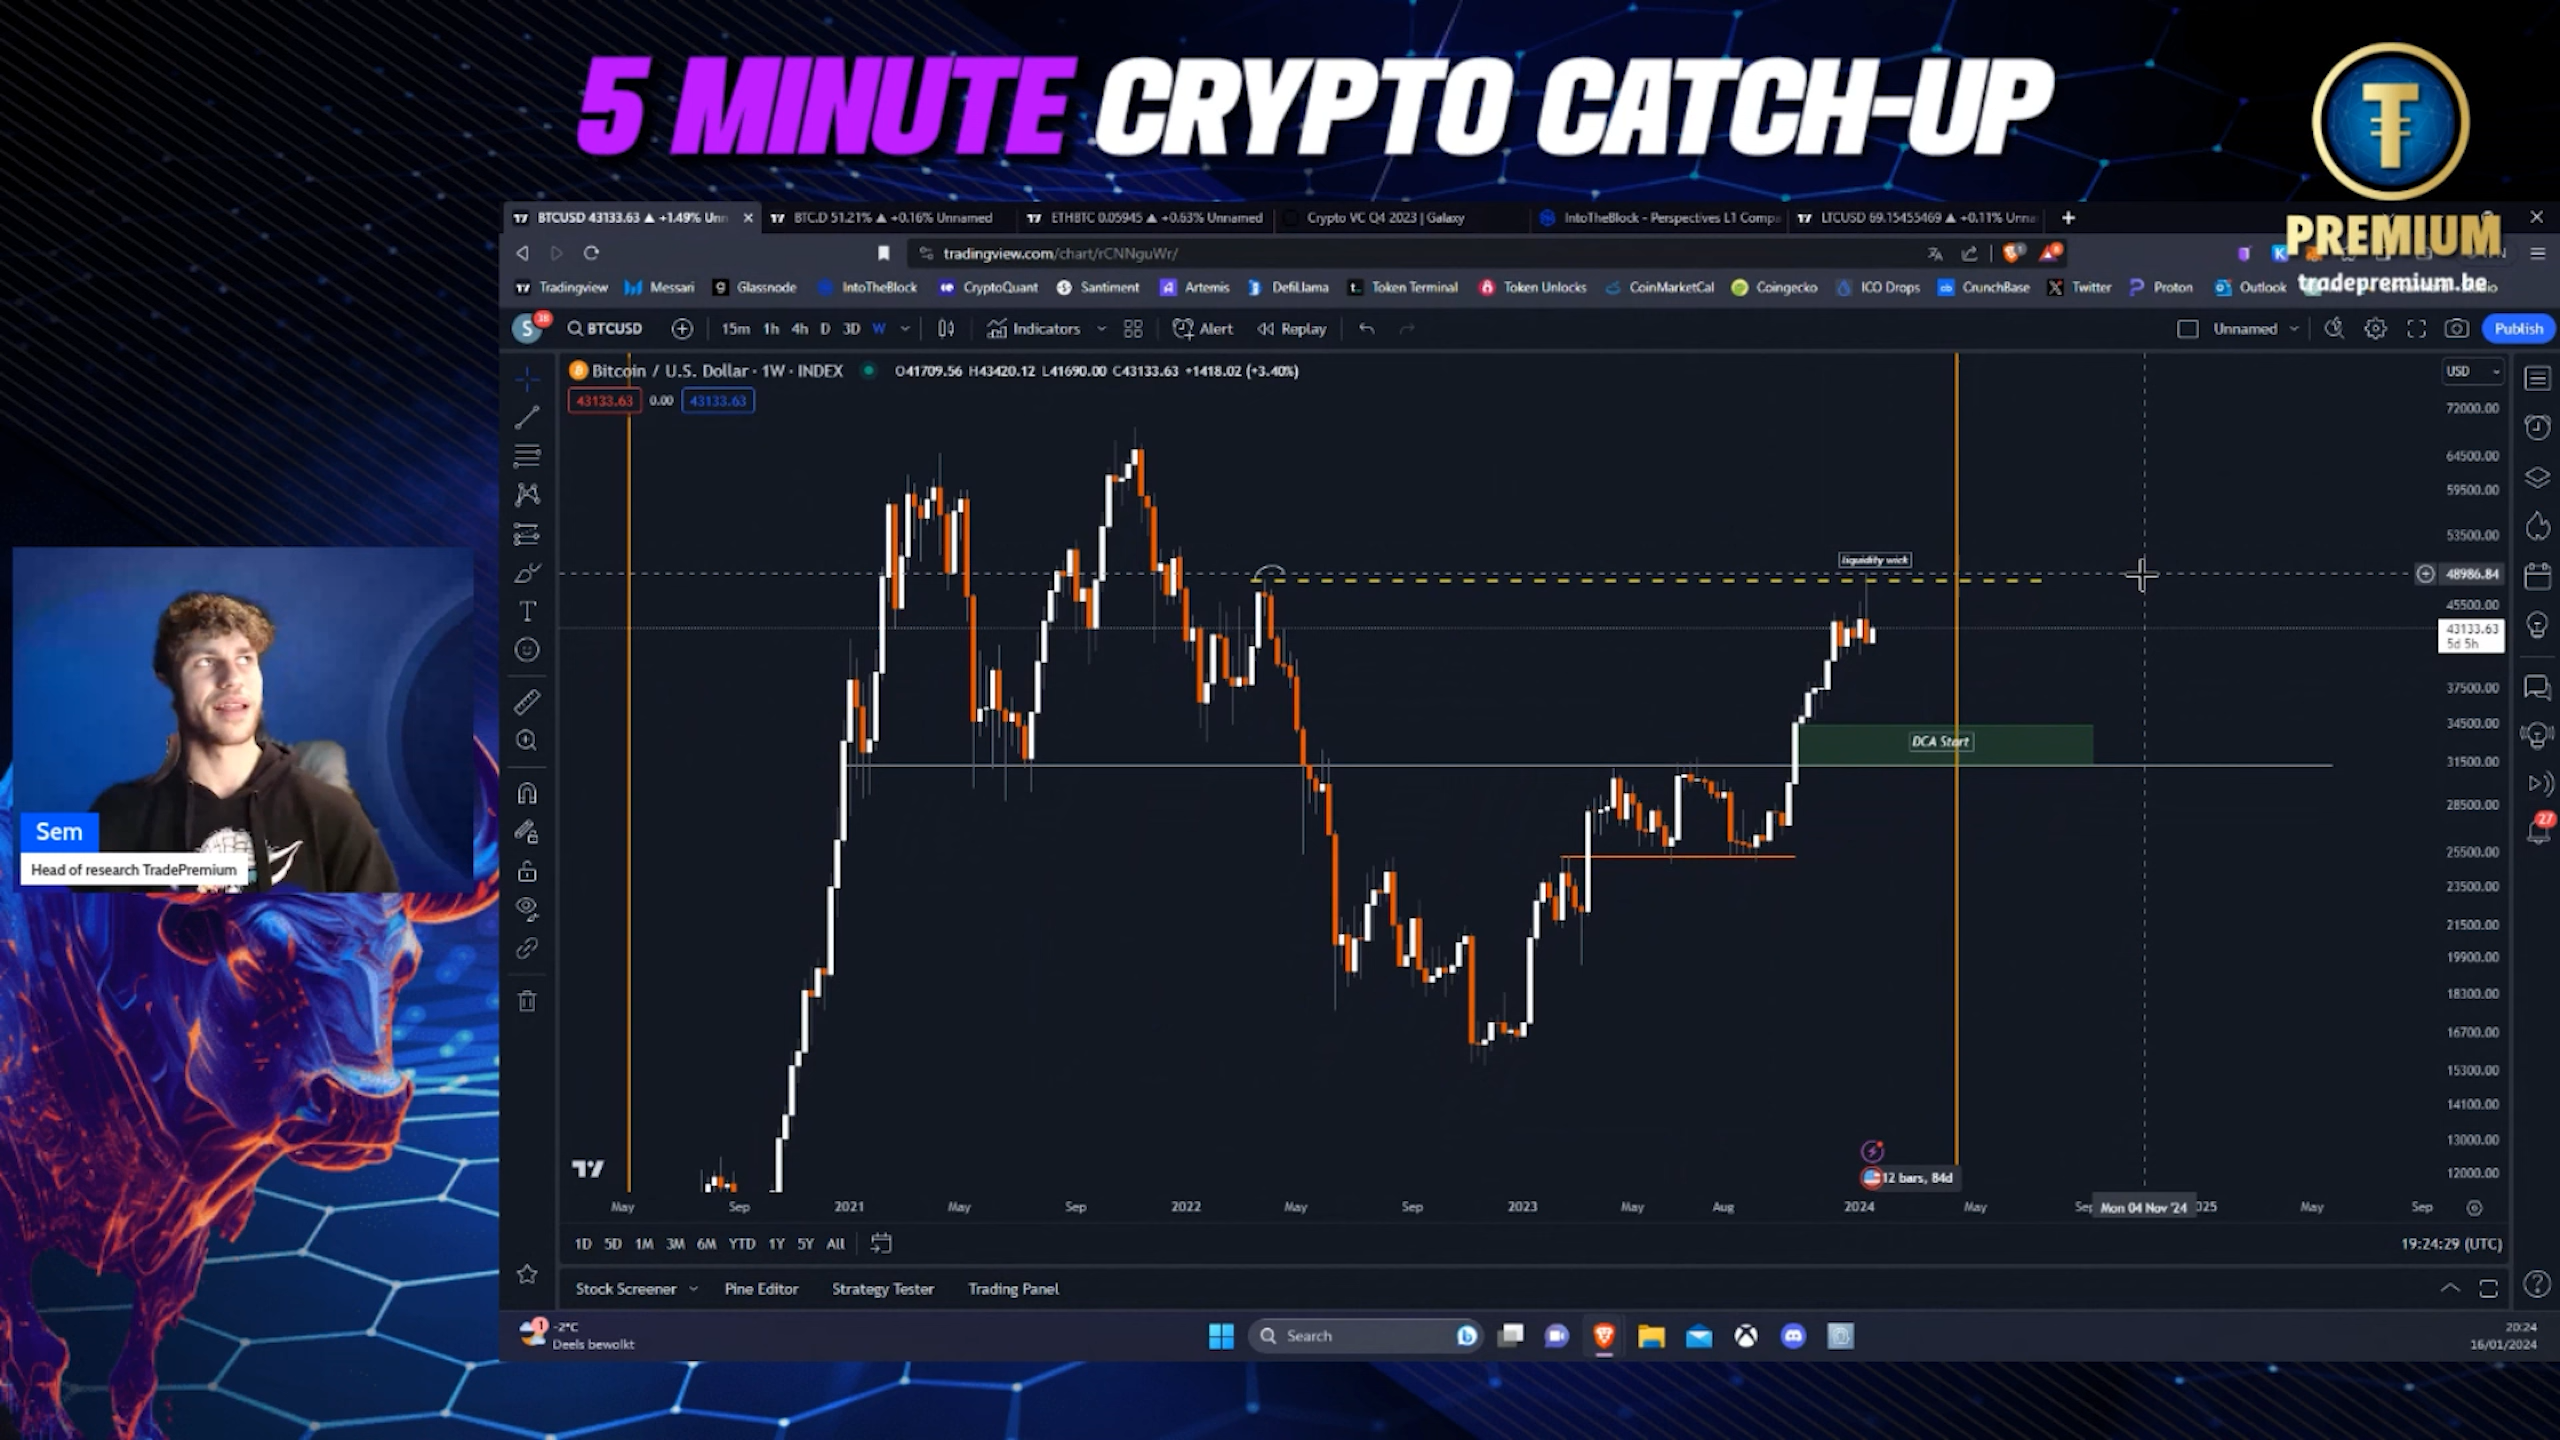 5 MINUTE CRYPTO CATCH-UP
PREMIUM
tradepremium.be
BTCUSD 43133.63 ▲ +1.49% Unn
BTC.D 51.21% ▲ +0.16% Unnamed
ETHBTC 0.05945 ▲ +0.63% Unnamed
Crypto VC Q4 2023 | Galaxy
IntoTheBlock - Perspectives L1 Compa
LTCUSD 69.15455469 ▲ +0.11% Unna
tradingview.com/chart/rCNNguWr/
Tradingview Messari Glassnode IntoTheBlock CryptoQuant Santiment Artemis DefiLlama Token Terminal Token Unlocks CoinMarketCal Coingecko ICO Drops CrunchBase Twitter Proton Outlook
S 38 BTCUSD 15m 1h 4h D 3D W Indicators Alert Replay Unnamed Publish
Bitcoin / U.S. Dollar · 1W · INDEX O41709.56 H43420.12 L41690.00 C43133.63 +1418.02 (+3.40%)
43133.63 0.00 43133.63
USD
72000.00
64500.00
59500.00
53500.00
48986.84
45500.00
43133.63
5d 5h
37500.00
34500.00
31500.00
28500.00
25500.00
23500.00
21500.00
19900.00
18300.00
16700.00
15300.00
14100.00
13000.00
12000.00
liquidity wick
DCA Start
27
12 bars, 84d
May Sep 2021 May Sep 2022 May Sep 2023 May Aug 2024 May Sep Mon 04 Nov '24 025 May Sep
1D 5D 1M 3M 6M YTD 1Y 5Y All
19:24:29 (UTC)
Stock Screener Pine Editor Strategy Tester Trading Panel
1 -2°C
Deels bewolkt
Search
20:24
16/01/2024
Sem
Head of research TradePremium